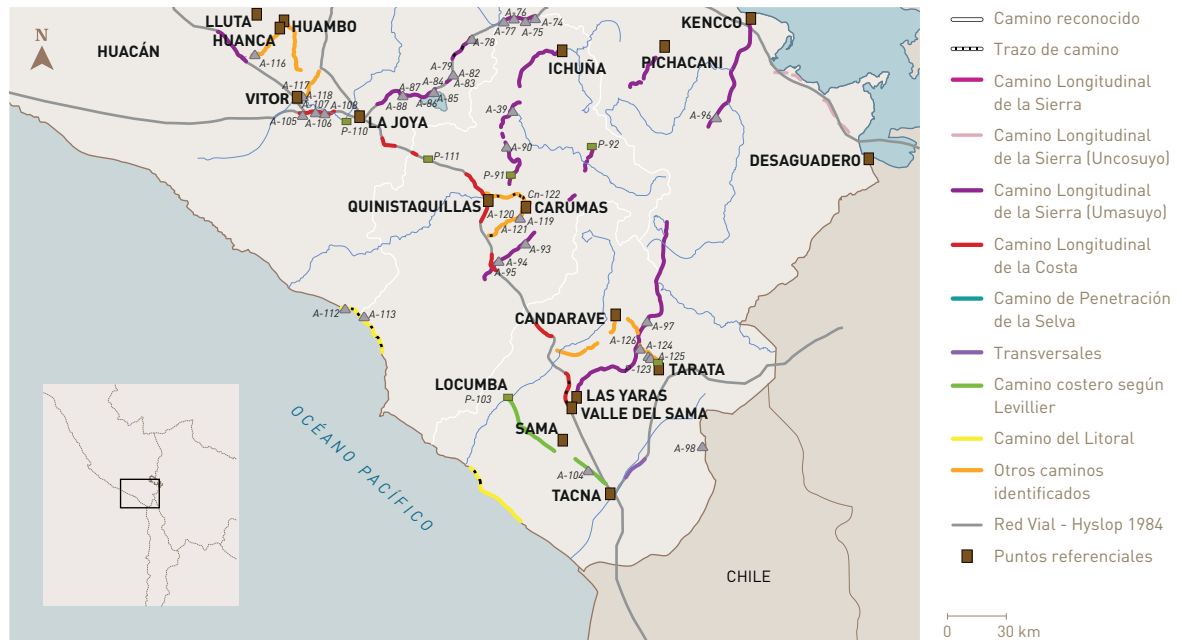 N
LLUTA
HUAMBO
HUANCA
HUACÁN
A-116
A-117
A-118
VITOR
A-107
A-108
A-105
A-106
P-110
LA JOYA
A-76
A-74
A-77
A-75
A-78
A-79
A-82
A-83
A-84
A-85
A-87
A-88
A-86
ICHUÑA
PICHACANI
KENCCO
A-39
A-96
A-90
P-92
P-91
P-111
DESAGUADERO
Cn-122
QUINISTAQUILLAS
CARUMAS
A-120
A-119
A-121
A-93
A-94
A-95
A-112
A-113
CANDARAVE
A-97
A-126
A-124
A-125
P-123
TARATA
LOCUMBA
P-103
LAS YARAS
VALLE DEL SAMA
SAMA
A-98
A-104
TACNA
OCÉANO PACÍFICO
CHILE
Camino reconocido
Trazo de camino
Camino Longitudinal
de la Sierra
Camino Longitudinal
de la Sierra (Uncosuyo)
Camino Longitudinal
de la Sierra (Umasuyo)
Camino Longitudinal
de la Costa
Camino de Penetración
de la Selva
Transversales
Camino costero según
Levillier
Camino del Litoral
Otros caminos
identificados
Red Vial - Hyslop 1984
Puntos referenciales
0 30 km